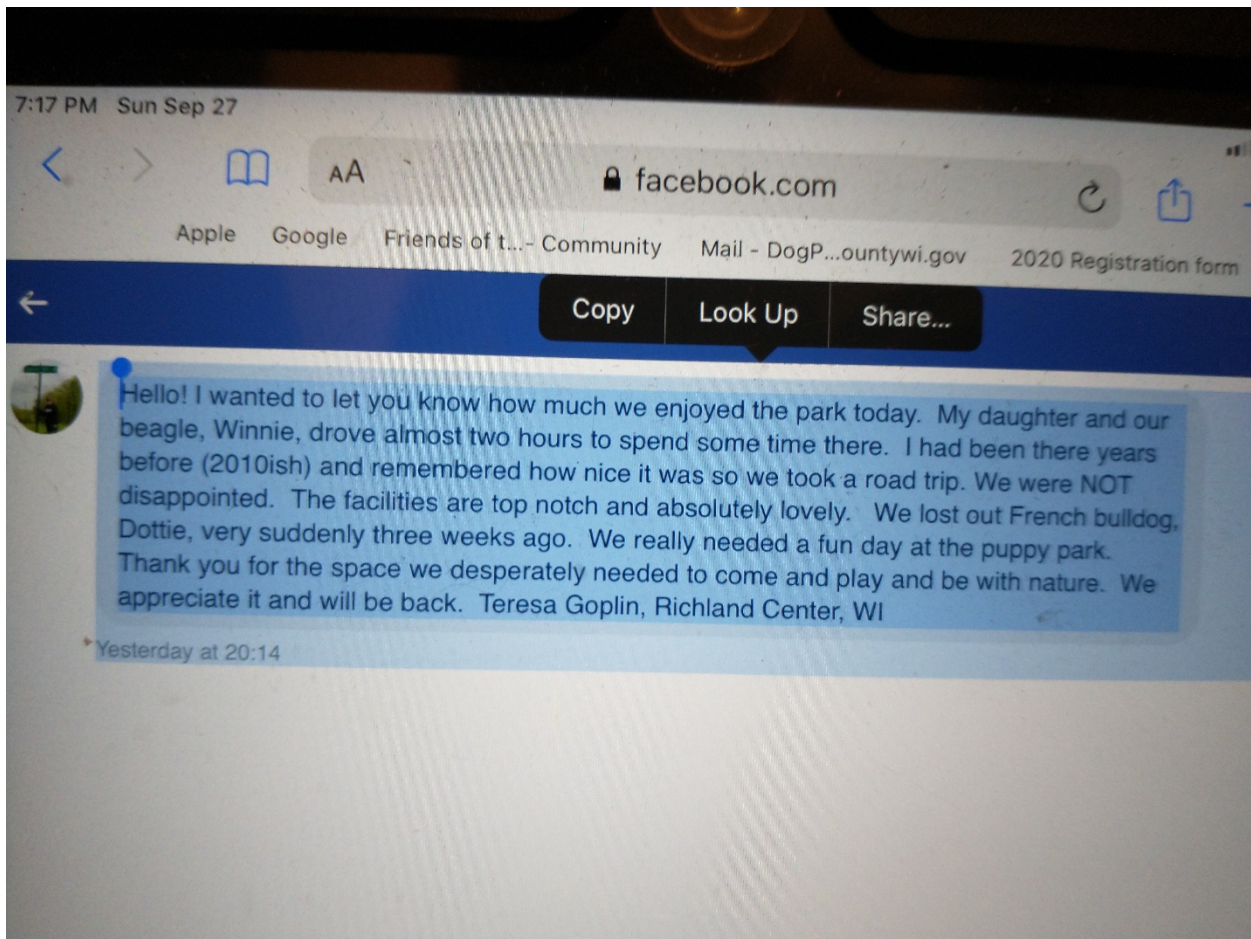 7:17 PM Sun Sep 27
AA facebook.com
Apple Google Friends of t...- Community Mail - DogP...ountywi.gov 2020 Registration form
Copy Look Up Share...
Hello! I wanted to let you know how much we enjoyed the park today. My daughter and our
beagle, Winnie, drove almost two hours to spend some time there. I had been there years
before (2010ish) and remembered how nice it was so we took a road trip. We were NOT
disappointed. The facilities are top notch and absolutely lovely. We lost out French bulldog,
Dottie, very suddenly three weeks ago. We really needed a fun day at the puppy park.
Thank you for the space we desperately needed to come and play and be with nature. We
appreciate it and will be back. Teresa Goplin, Richland Center, WI
Yesterday at 20:14